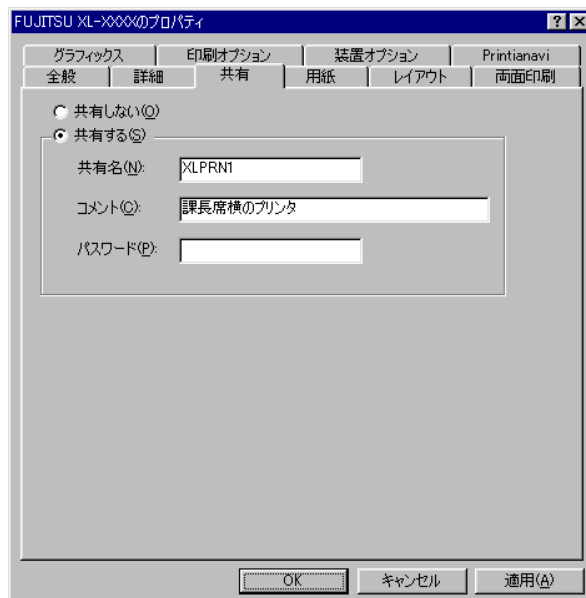 FUJITSU XL-XXXXのプロパティ
グラフィックス 印刷オプション 装置オプション Printianavi
全般 詳細 共有 用紙 レイアウト 両面印刷
共有しない(O)
共有する(S)
共有名(N): XLPRN1
コメント(C): 課長席横のプリンタ
パスワード(P):
OK キャンセル 適用(A)